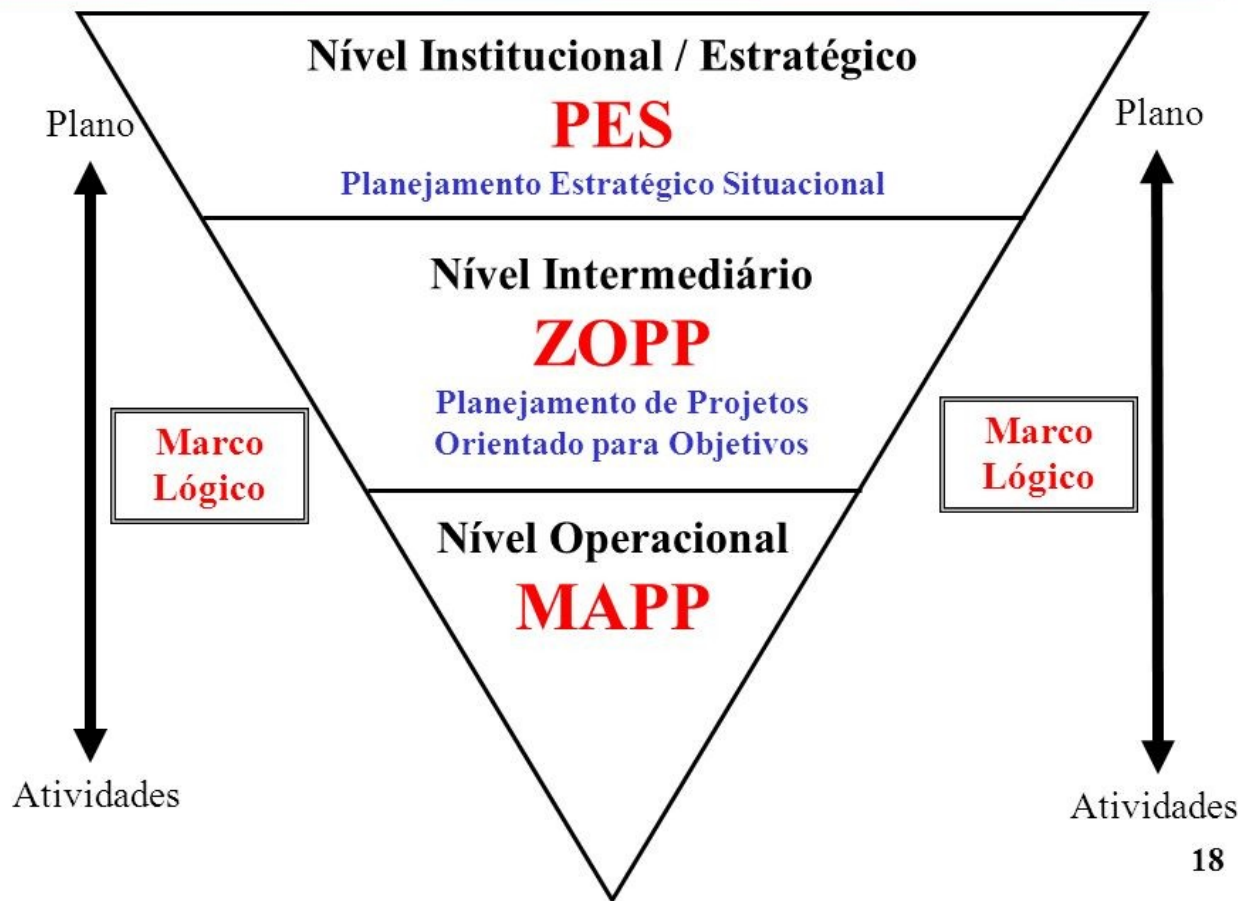 Nível Institucional / Estratégico
PES
Planejamento Estratégico Situacional
Plano
Plano
Nível Intermediário
ZOPP
Planejamento de Projetos
Orientado para Objetivos
Marco
Lógico
Marco
Lógico
Nível Operacional
MAPP
Atividades
Atividades
18